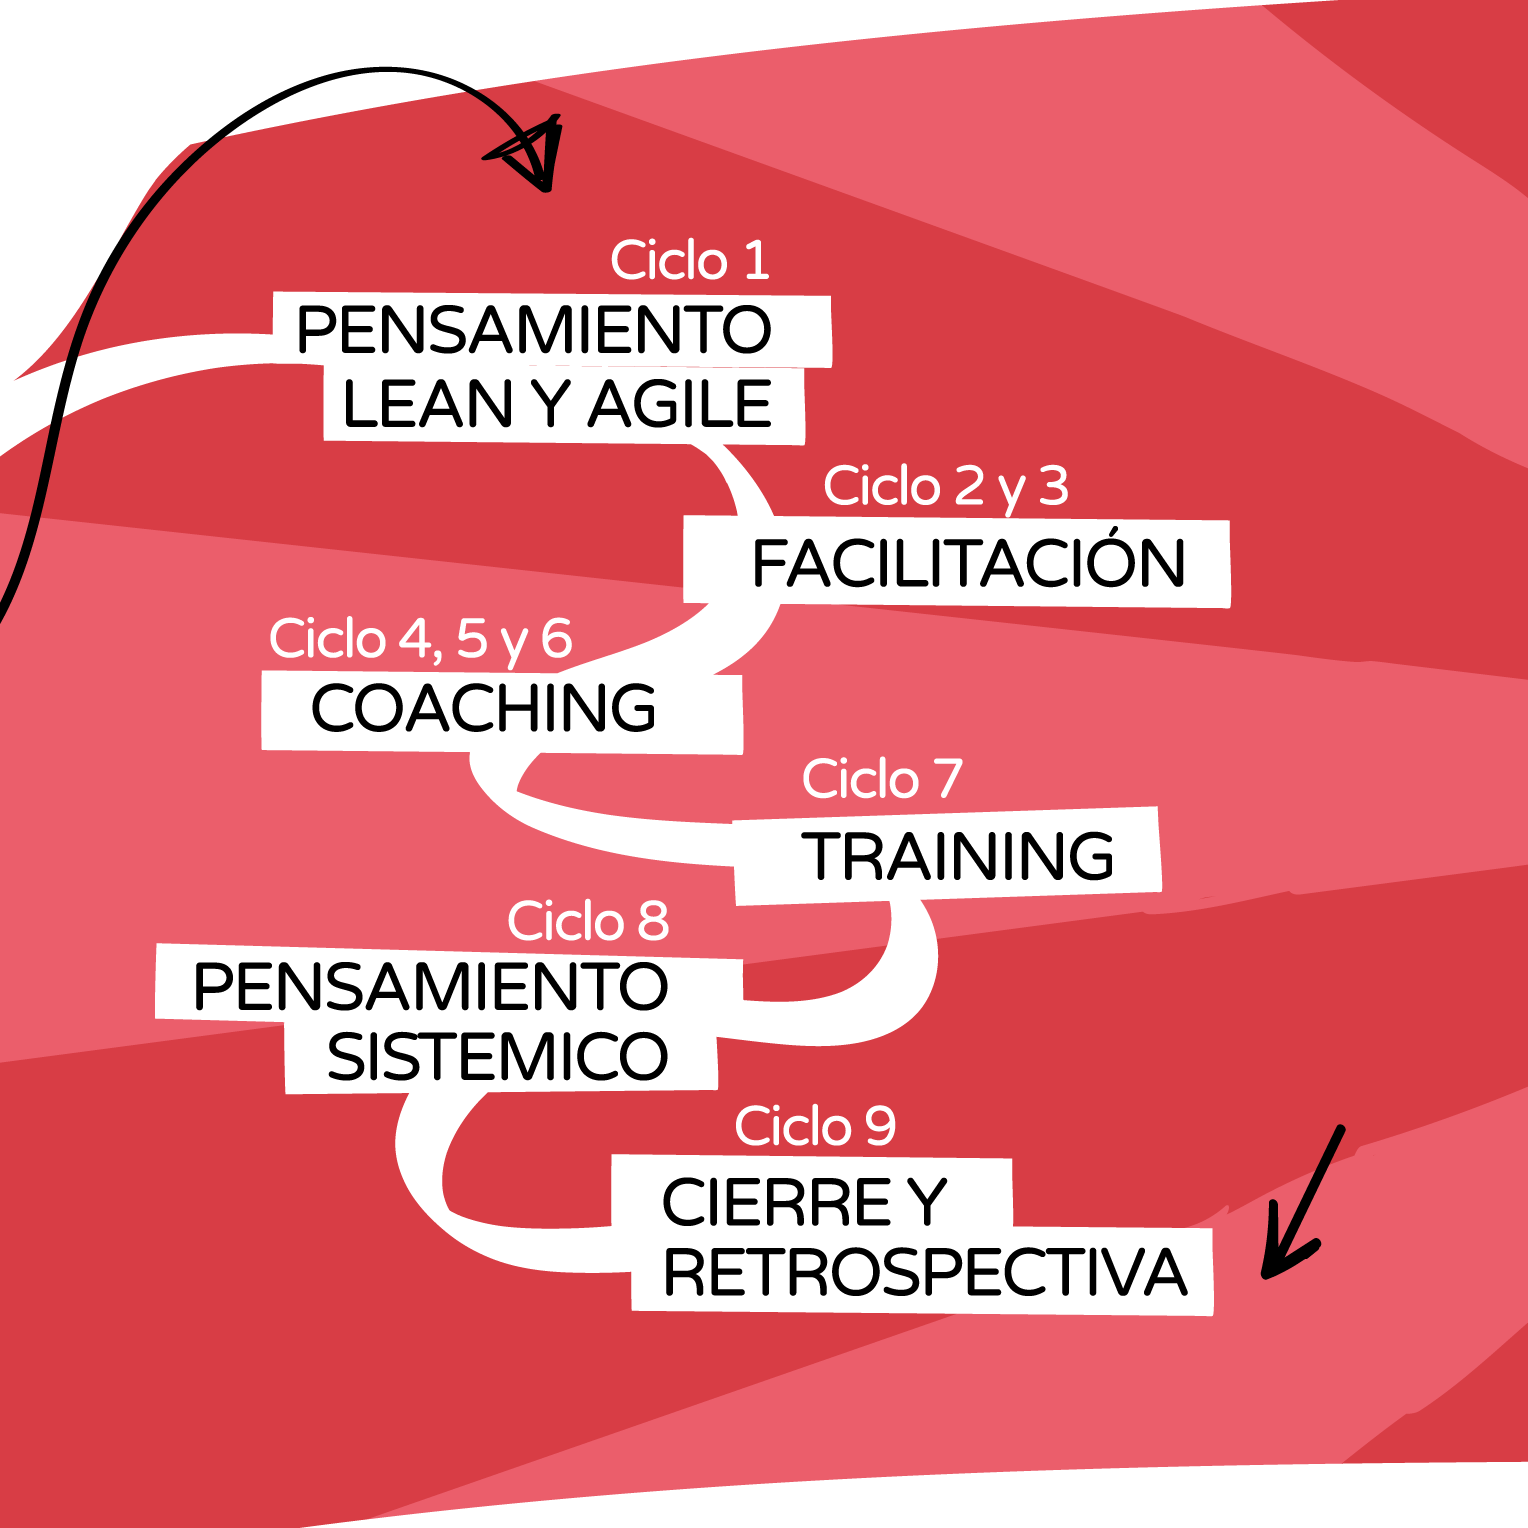 Ciclo 1
PENSAMIENTO
LEAN Y AGILE
Ciclo 2 y 3
FACILITACIÓN
Ciclo 4, 5 y 6
COACHING
Ciclo 7
TRAINING
Ciclo 8
PENSAMIENTO
SISTEMICO
Ciclo 9
CIERRE Y
RETROSPECTIVA